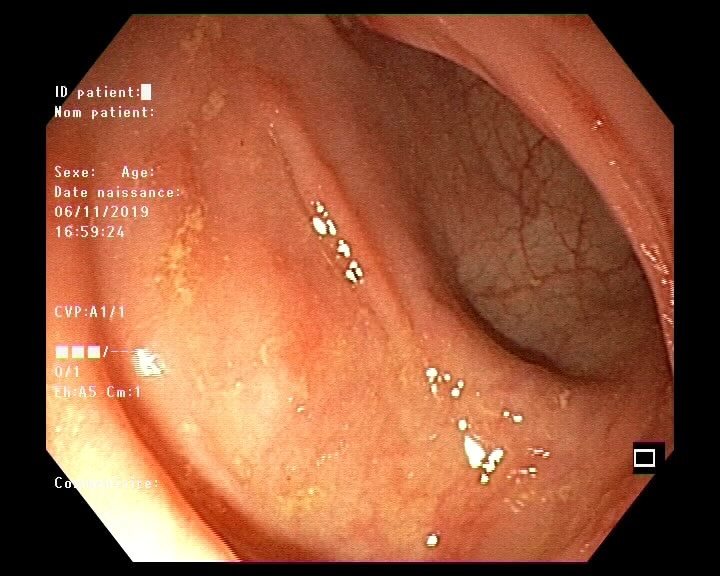 ID patient:
Nom patient:
Sexe: Age:
Date naissance:
06/11/2019
16:59:24
CVP:A1/1
0/1
Eh:A5 Cm:1